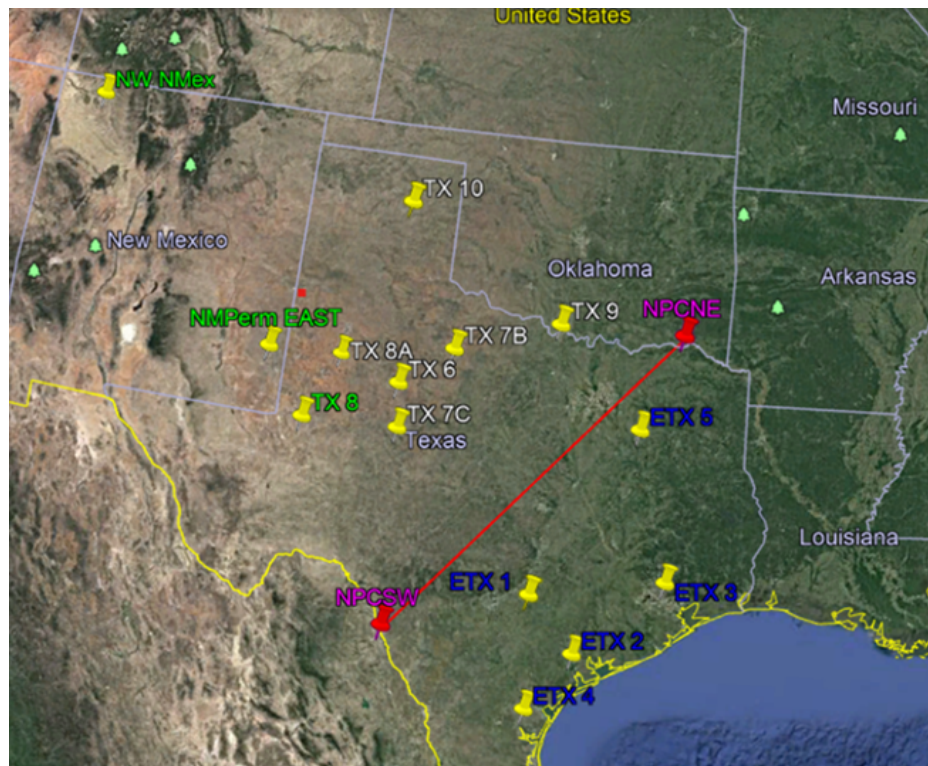 United States
NW NMex
Missouri
TX 10
New Mexico
Oklahoma
Arkansas
NMPerm EAST
TX 9
NPCNE
TX 7B
TX 8A
TX 6
TX 8
TX 7C
Texas
ETX 5
Louisiana
ETX 1
ETX 3
NPCSW
ETX 2
ETX 4